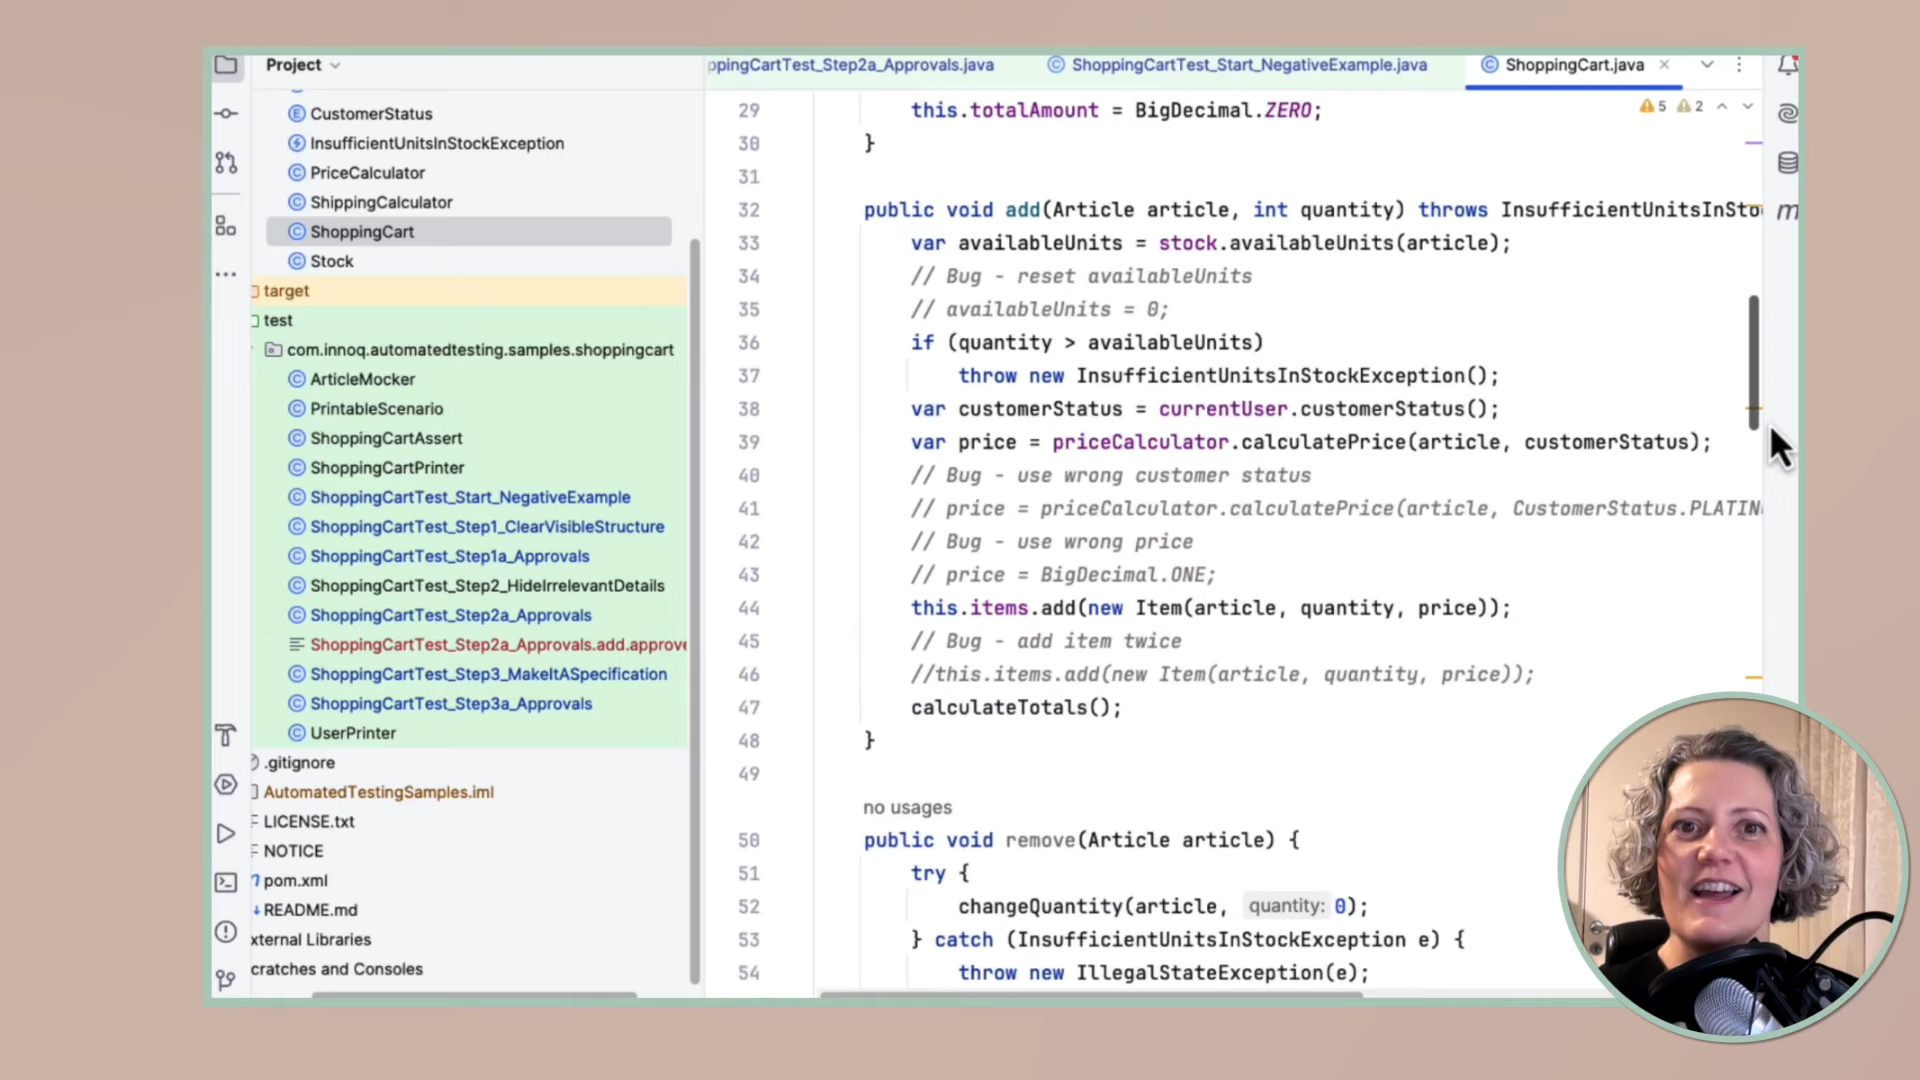 Project
CustomerStatus
InsufficientUnitsInStockException
PriceCalculator
ShippingCalculator
ShoppingCart
Stock
target
test
com.innoq.automatedtesting.samples.shoppingcart
ArticleMocker
PrintableScenario
ShoppingCartAssert
ShoppingCartPrinter
ShoppingCartTest_Start_NegativeExample
ShoppingCartTest_Step1_ClearVisibleStructure
ShoppingCartTest_Step1a_Approvals
ShoppingCartTest_Step2_HideIrrelevantDetails
ShoppingCartTest_Step2a_Approvals
ShoppingCartTest_Step2a_Approvals.add.approve
ShoppingCartTest_Step3_MakeItASpecification
ShoppingCartTest_Step3a_Approvals
UserPrinter
.gitignore
AutomatedTestingSamples.iml
LICENSE.txt
NOTICE
pom.xml
README.md
xternal Libraries
cratches and Consoles
ppingCartTest_Step2a_Approvals.java ShoppingCartTest_Start_NegativeExample.java ShoppingCart.java
5 2
29 this.totalAmount = BigDecimal.ZERO;
30 }
31
32 public void add(Article article, int quantity) throws InsufficientUnitsInSto
33 var availableUnits = stock.availableUnits(article);
34 // Bug - reset availableUnits
35 // availableUnits = 0;
36 if (quantity > availableUnits)
37 throw new InsufficientUnitsInStockException();
38 var customerStatus = currentUser.customerStatus();
39 var price = priceCalculator.calculatePrice(article, customerStatus);
40 // Bug - use wrong customer status
41 // price = priceCalculator.calculatePrice(article, CustomerStatus.PLATIN
42 // Bug - use wrong price
43 // price = BigDecimal.ONE;
44 this.items.add(new Item(article, quantity, price));
45 // Bug - add item twice
46 //this.items.add(new Item(article, quantity, price));
47 calculateTotals();
48 }
49
no usages
50 public void remove(Article article) {
51 try {
52 changeQuantity(article, quantity: 0);
53 } catch (InsufficientUnitsInStockException e) {
54 throw new IllegalStateException(e);
m